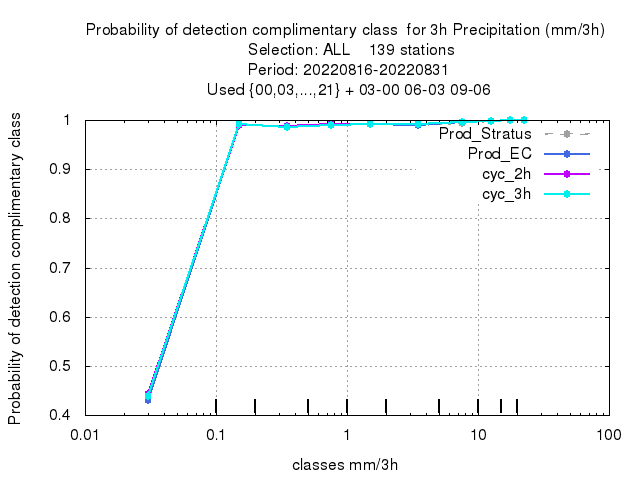 Probability of detection complimentary class  for 3h Precipitation (mm/3h)
Selection: ALL    139 stations
Period: 20220816-20220831
Used {00,03,...,21} + 03-00 06-03 09-06
Probability of detection complimentary class
1
0.9
0.8
0.7
0.6
0.5
0.4
Prod_Stratus
Prod_EC
cyc_2h
cyc_3h
0.01 0.1 1 10 100
classes mm/3h